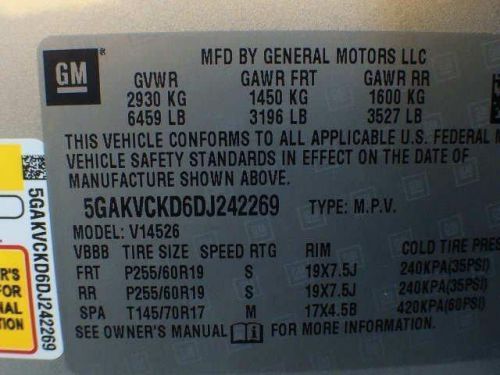 GM
MFD BY GENERAL MOTORS LLC
GVWR GAWR FRT GAWR RR
2930 KG 1450 KG 1600 KG
6459 LB 3196 LB 3527 LB
THIS VEHICLE CONFORMS TO ALL APPLICABLE U.S. FEDERAL M
VEHICLE SAFETY STANDARDS IN EFFECT ON THE DATE OF
MANUFACTURE SHOWN ABOVE.
5GAKVCKD6DJ242269 TYPE: M.P.V.
MODEL: V14526
VBBB TIRE SIZE SPEED RTG RIM COLD TIRE PRES
FRT P255/60R19 S 19X7.5J 240KPA(35PSI)
RR P255/60R19 S 19X7.5J 240KPA(35PSI)
SPA T145/70R17 M 17X4.5B 420KPA(60PSI)
SEE OWNER'S MANUAL FOR MORE INFORMATION.
5GAKVCKD6DJ242269
FOR